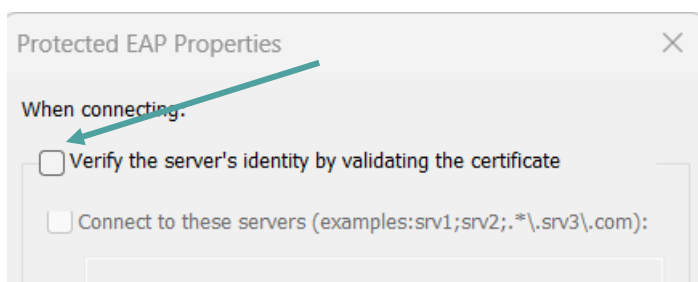 Protected EAP Properties
When connecting:
Verify the server's identity by validating the certificate
Connect to these servers (examples:srv1;srv2;.*\.srv3\.com):